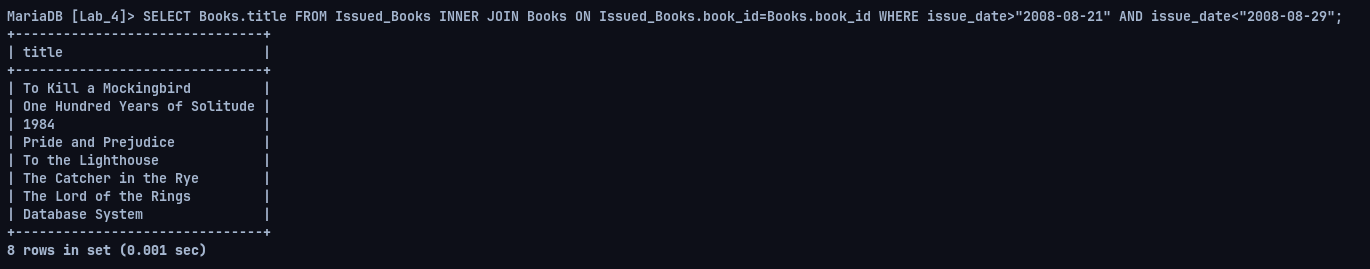 MariaDB [Lab_4]> SELECT Books.title FROM Issued_Books INNER JOIN Books ON Issued_Books.book_id=Books.book_id WHERE issue_date>"2008-08-21" AND issue_date<"2008-08-29";
+------------------------------+
| title                        |
+------------------------------+
| To Kill a Mockingbird        |
| One Hundred Years of Solitude |
| 1984                         |
| Pride and Prejudice          |
| To the Lighthouse            |
| The Catcher in the Rye       |
| The Lord of the Rings        |
| Database System              |
+------------------------------+
8 rows in set (0.001 sec)